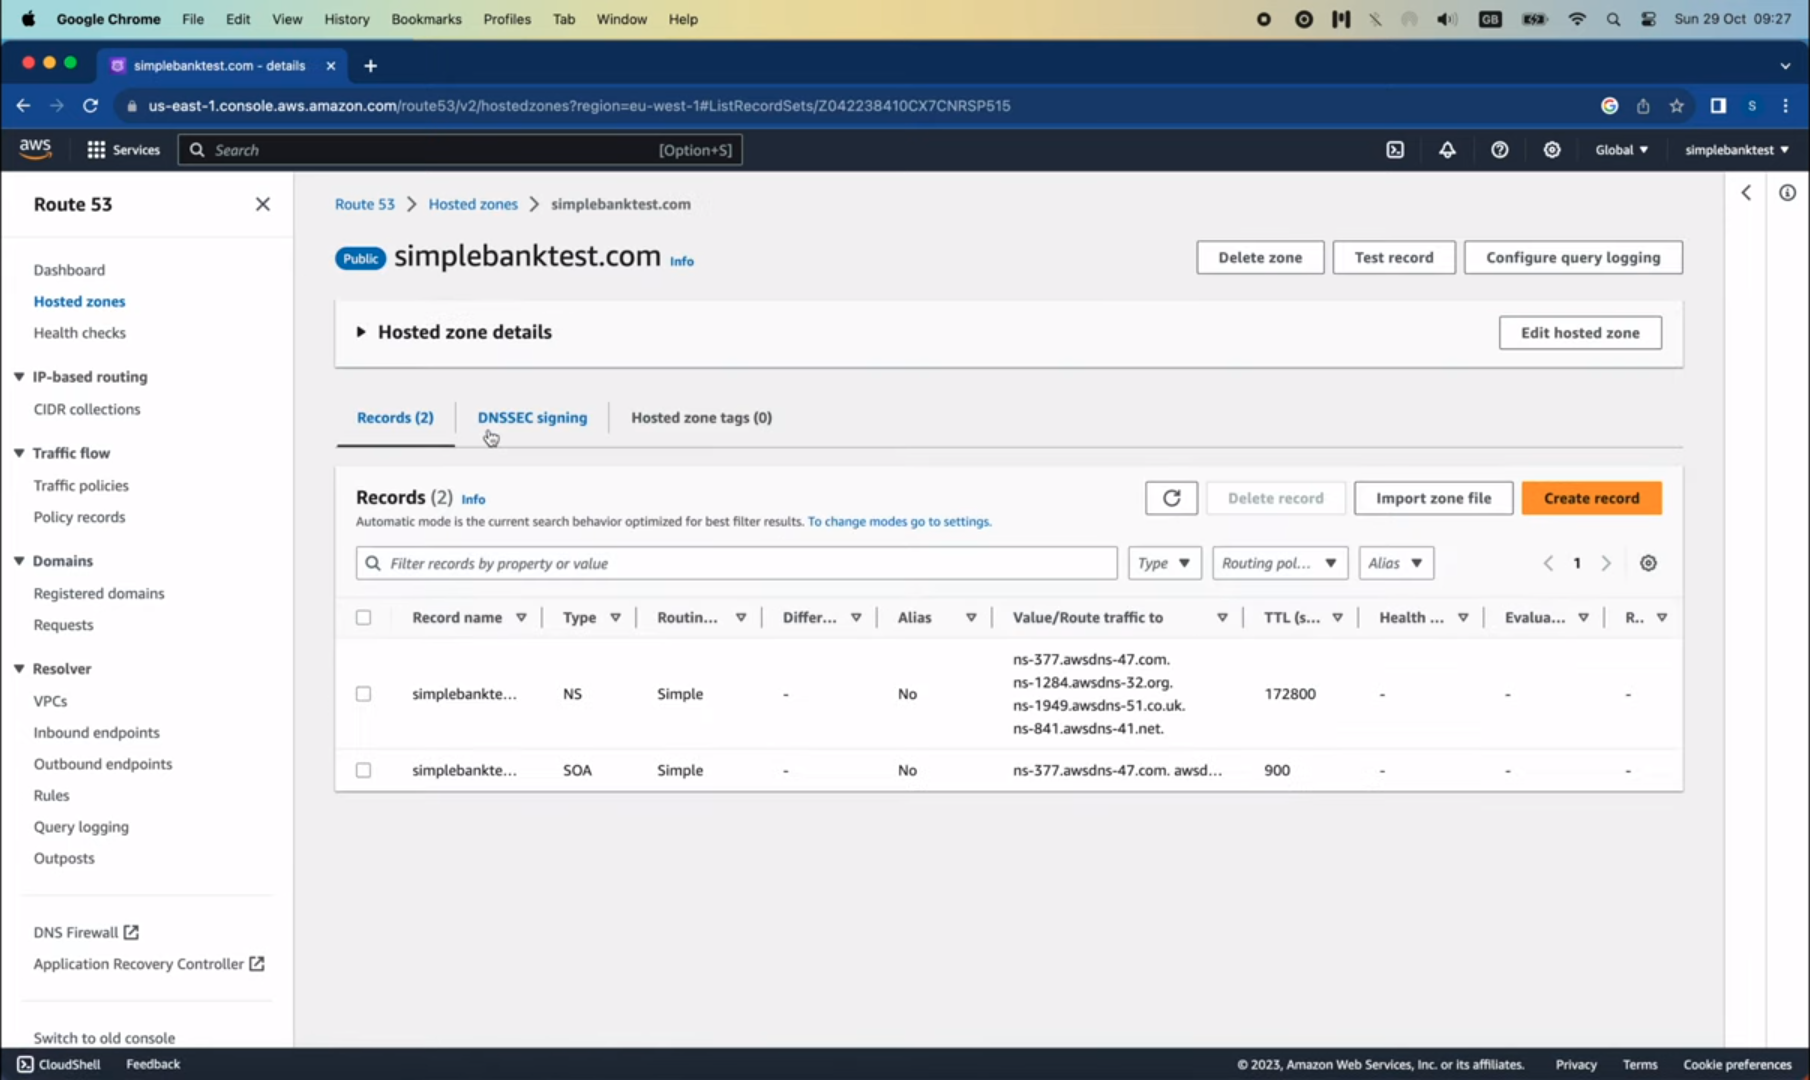 Google Chrome File Edit View History Bookmarks Profiles Tab Window Help GB Sun 29 Oct 09:27
simplebanktest.com - details
us-east-1.console.aws.amazon.com/route53/v2/hostedzones?region=eu-west-1#ListRecordSets/Z042238410CX7CNRSP515 S
aws Services Search [Option+S] Global simplebanktest
Route 53
Dashboard
Hosted zones
Health checks
IP-based routing
CIDR collections
Traffic flow
Traffic policies
Policy records
Domains
Registered domains
Requests
Resolver
VPCs
Inbound endpoints
Outbound endpoints
Rules
Query logging
Outposts
DNS Firewall
Application Recovery Controller
Switch to old console
Route 53 Hosted zones simplebanktest.com
Public simplebanktest.com Info Delete zone Test record Configure query logging
Hosted zone details Edit hosted zone
Records (2) DNSSEC signing Hosted zone tags (0)
Records (2) Info Delete record Import zone file Create record
Automatic mode is the current search behavior optimized for best filter results. To change modes go to settings.
Filter records by property or value Type Routing pol... Alias 1
Record name Type Routin... Differ... Alias Value/Route traffic to TTL (s... Health ... Evalua... R..
ns-377.awsdns-47.com.
ns-1284.awsdns-32.org.
simplebankte... NS Simple - No 172800 - - -
ns-1949.awsdns-51.co.uk.
ns-841.awsdns-41.net.
simplebankte... SOA Simple - No ns-377.awsdns-47.com. awsd... 900 - - -
CloudShell Feedback © 2023, Amazon Web Services, Inc. or its affiliates. Privacy Terms Cookie preferences